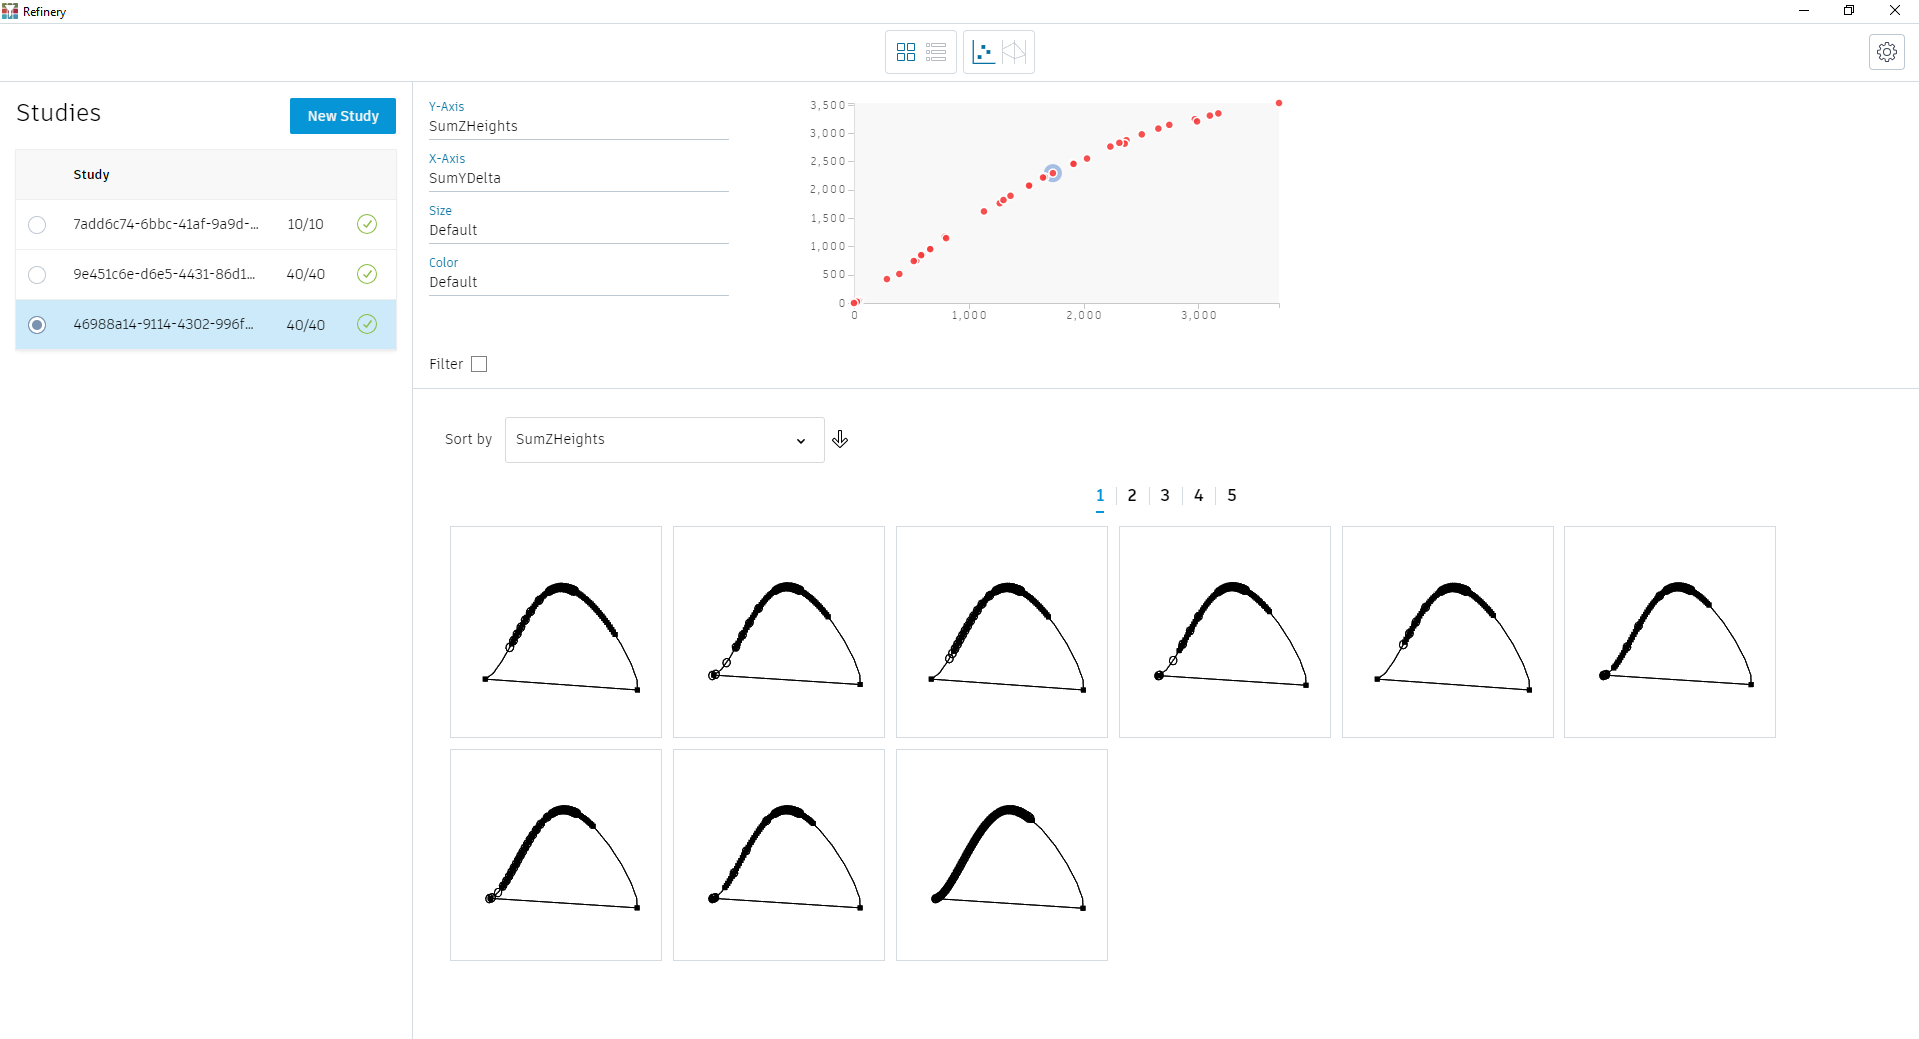 Refinery
Studies
New Study
Study
7add6c74-6bbc-41af-9a9d-... 10/10
9e451c6e-d6e5-4431-86d1... 40/40
46988a14-9114-4302-996f... 40/40
Y-Axis
SumZHeights
X-Axis
SumYDelta
Size
Default
Color
Default
Filter
3,500
3,000
2,500
2,000
1,500
1,000
500
0
0 1,000 2,000 3,000
Sort by SumZHeights
1 2 3 4 5